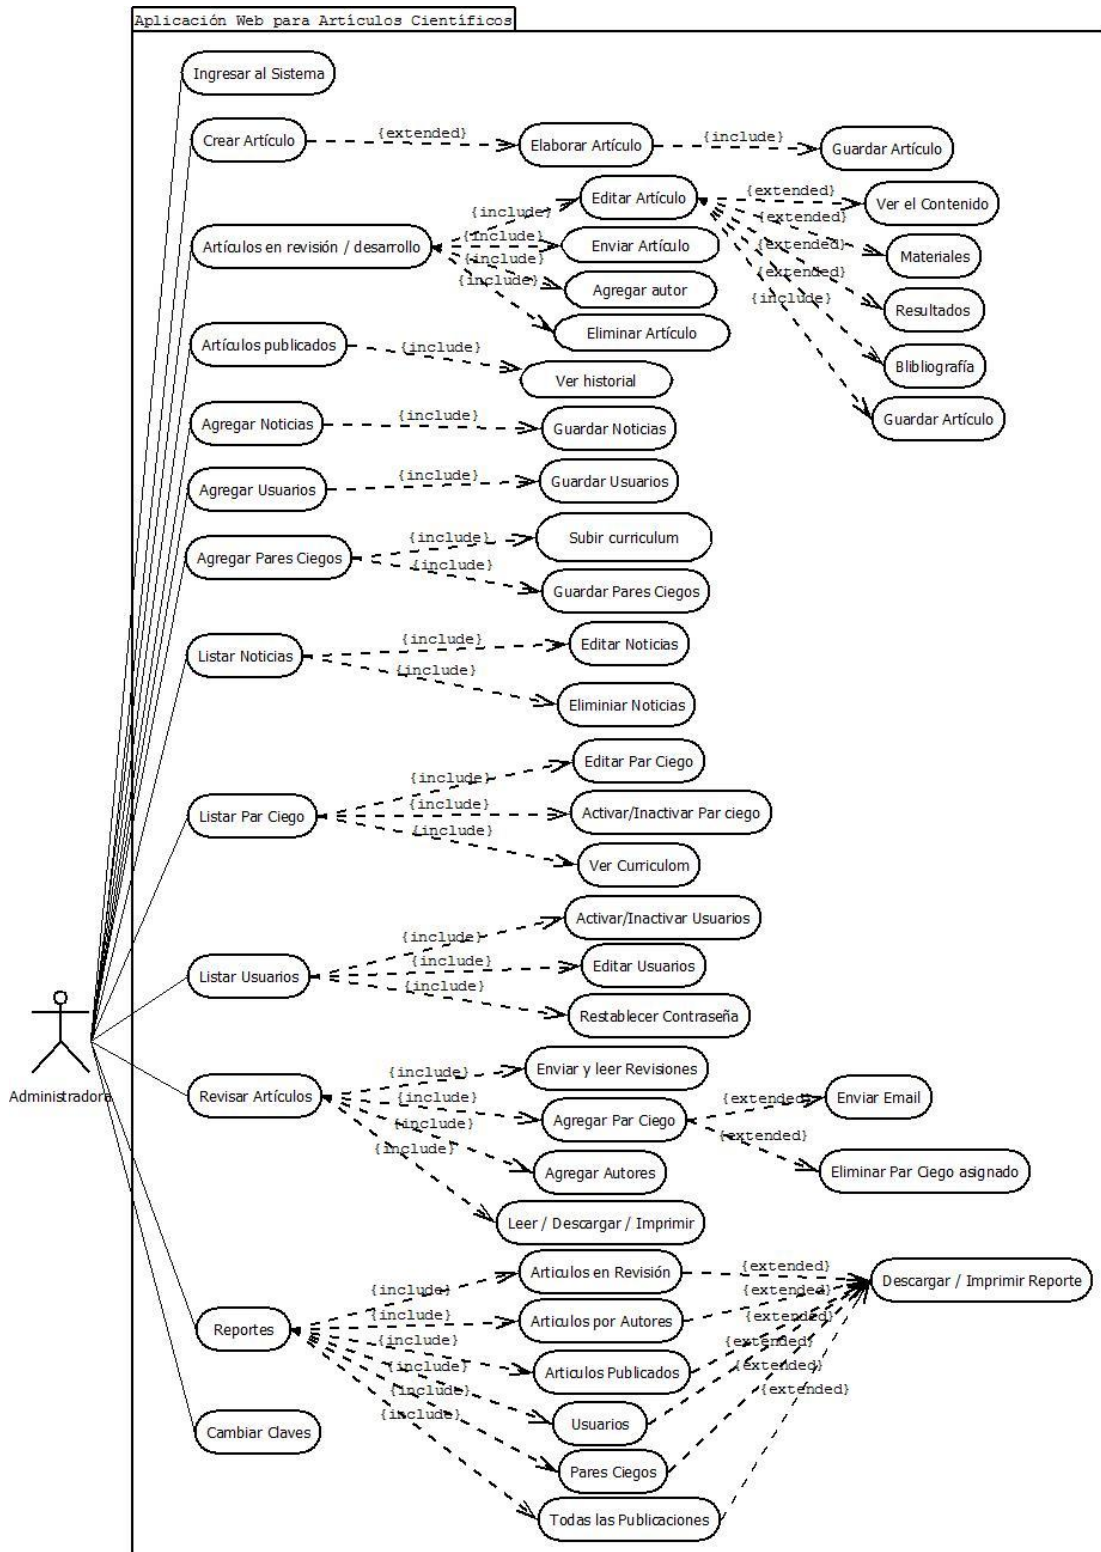 Aplicación Web para Artículos Científicos
Ingresar al Sistema
Crear Artículo
{extended}
Elaborar Artículo
{include}
Guardar Artículo
Artículos en revisión / desarrollo
{include}
{include}
{include}
{include}
Editar Artículo
Enviar Artículo
Agregar autor
Eliminar Artículo
{extended}
{extended}
{extended}
{extended}
{include}
Ver el Contenido
Materiales
Resultados
Blibliografía
Guardar Artículo
Artículos publicados
{include}
Ver historial
Agregar Noticias
{include}
Guardar Noticias
Agregar Usuarios
{include}
Guardar Usuarios
Agregar Pares Ciegos
{include}
{include}
Subir curriculum
Guardar Pares Ciegos
Listar Noticias
{include}
{include}
Editar Noticias
Eliminiar Noticias
Listar Par Ciego
{include}
{include}
{include}
Editar Par Ciego
Activar/Inactivar Par ciego
Ver Curriculom
Listar Usuarios
{include}
{include}
{include}
Activar/Inactivar Usuarios
Editar Usuarios
Restablecer Contraseña
Administradora
Revisar Artículos
{include}
{include}
{include}
{include}
Enviar y leer Revisiones
Agregar Par Ciego
Agregar Autores
Leer / Descargar / Imprimir
{extended}
{extended}
Enviar Email
Eliminar Par Ciego asignado
Reportes
{include}
{include}
{include}
{include}
{include}
{include}
Articulos en Revisión
Articulos por Autores
Articulos Publicados
Usuarios
Pares Ciegos
Todas las Publicaciones
{extended}
{extended}
{extended}
{extended}
{extended}
{extended}
Descargar / Imprimir Reporte
Cambiar Claves